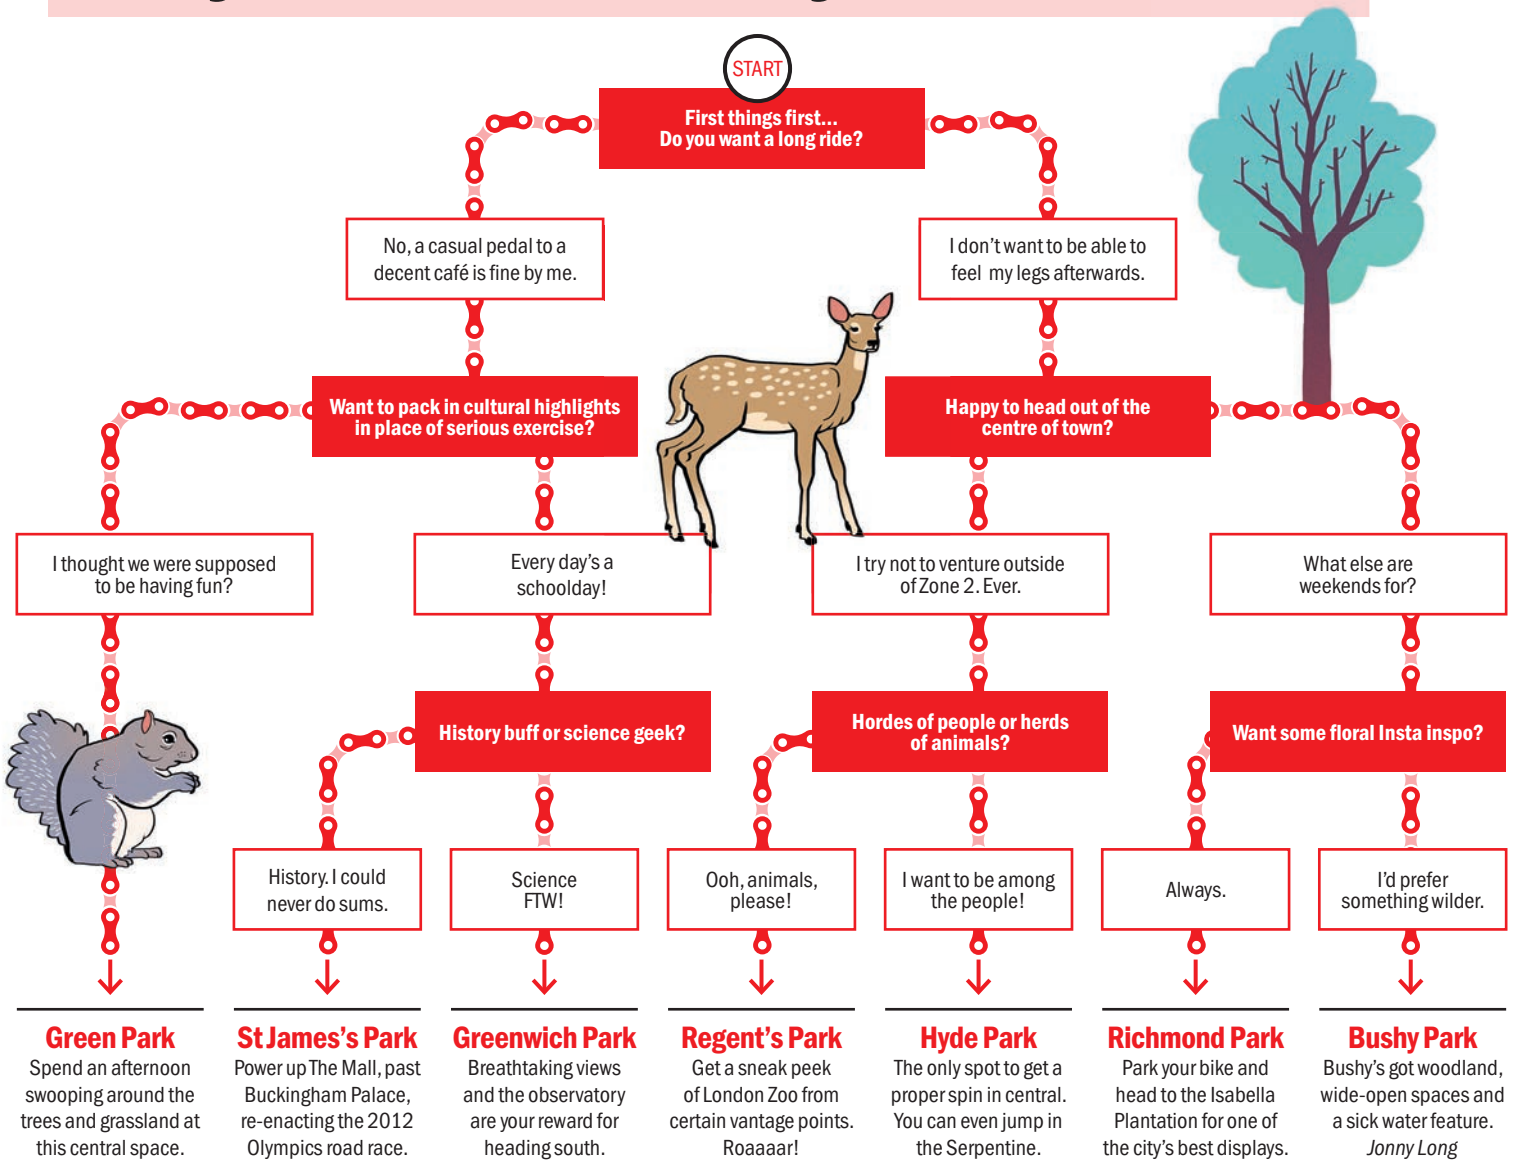 START
First things first...
Do you want a long ride?
No, a casual pedal to a
decent café is fine by me.
I don't want to be able to
feel my legs afterwards.
Want to pack in cultural highlights
in place of serious exercise?
Happy to head out of the
centre of town?
I thought we were supposed
to be having fun?
Every day's a
schoolday!
I try not to venture outside
of Zone 2. Ever.
What else are
weekends for?
History buff or science geek?
Hordes of people or herds
of animals?
Want some floral Insta inspo?
History. I could
never do sums.
Science
FTW!
Ooh, animals,
please!
I want to be among
the people!
Always.
I'd prefer
something wilder.
Green Park
Spend an afternoon
swooping around the
trees and grassland at
this central space.
St James's Park
Power up The Mall, past
Buckingham Palace,
re-enacting the 2012
Olympics road race.
Greenwich Park
Breathtaking views
and the observatory
are your reward for
heading south.
Regent's Park
Get a sneak peek
of London Zoo from
certain vantage points.
Roaaaar!
Hyde Park
The only spot to get a
proper spin in central.
You can even jump in
the Serpentine.
Richmond Park
Park your bike and
head to the Isabella
Plantation for one of
the city's best displays.
Bushy Park
Bushy's got woodland,
wide-open spaces and
a sick water feature.
Jonny Long